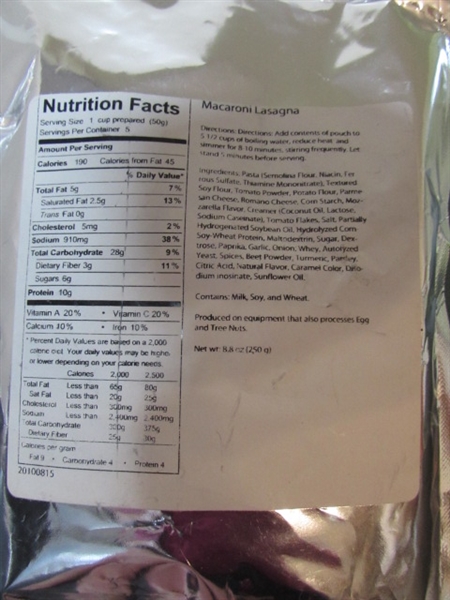 Nutrition Facts
Serving Size 1 cup prepared (50g)
Servings Per Container 5
Amount Per Serving
Calories 190 Calories from Fat 45
% Daily Value*
Total Fat 5g 7%
Saturated Fat 2.5g 13%
Trans Fat 0g
Cholesterol 5mg 2%
Sodium 910mg 38%
Total Carbohydrate 28g 9%
Dietary Fiber 3g 11%
Sugars 6g
Protein 10g
Vitamin A 20% • Vitamin C 20%
Calcium 10% • Iron 10%
*Percent Daily Values are based on a 2,000
calorie diet. Your daily values may be higher
or lower depending on your calorie needs.
Calories 2,000 2,500
Total Fat Less than 65g 80g
Sat Fat Less than 20g 25g
Cholesterol Less than 300mg 300mg
Sodium Less than 2,400mg 2,400mg
Total Carbohydrate 300g 375g
Dietary Fiber 25g 30g
Calories per gram
Fat 9 • Carbohydrate 4 • Protein 4
20100815
Macaroni Lasagna
Directions: Directions: Add contents of pouch to
5 1/2 cups of boiling water, reduce heat and
simmer for 8-10 minutes, stirring frequently. Let
stand 5 minutes before serving.
Ingredients: Pasta (Semolina Flour, Niacin, Fer
rous Sulfate, Thiamine Mononitrate), Textured
Soy Flour, Tomato Powder, Potato Flour, Parme-
san Cheese, Romano Cheese, Corn Starch, Moz-
zarella Flavor, Creamer (Coconut Oil, Lactose,
Sodium Caseinate), Tomato Flakes, Salt, Partially
Hydrogenated Soybean Oil, Hydrolyzed Corn
Soy-Wheat Protein, Maltodextrin, Sugar, Dex-
trose, Paprika, Garlic, Onion, Whey, Autolyzed
Yeast, Spices, Beef Powder, Turmeric, Parsley,
Citric Acid, Natural Flavor, Caramel Color, Diso-
dium inosinate, Sunflower Oil.
Contains: Milk, Soy, and Wheat.
Produced on equipment that also processes Egg
and Tree Nuts.
Net wt: 8.8 oz (250 g)